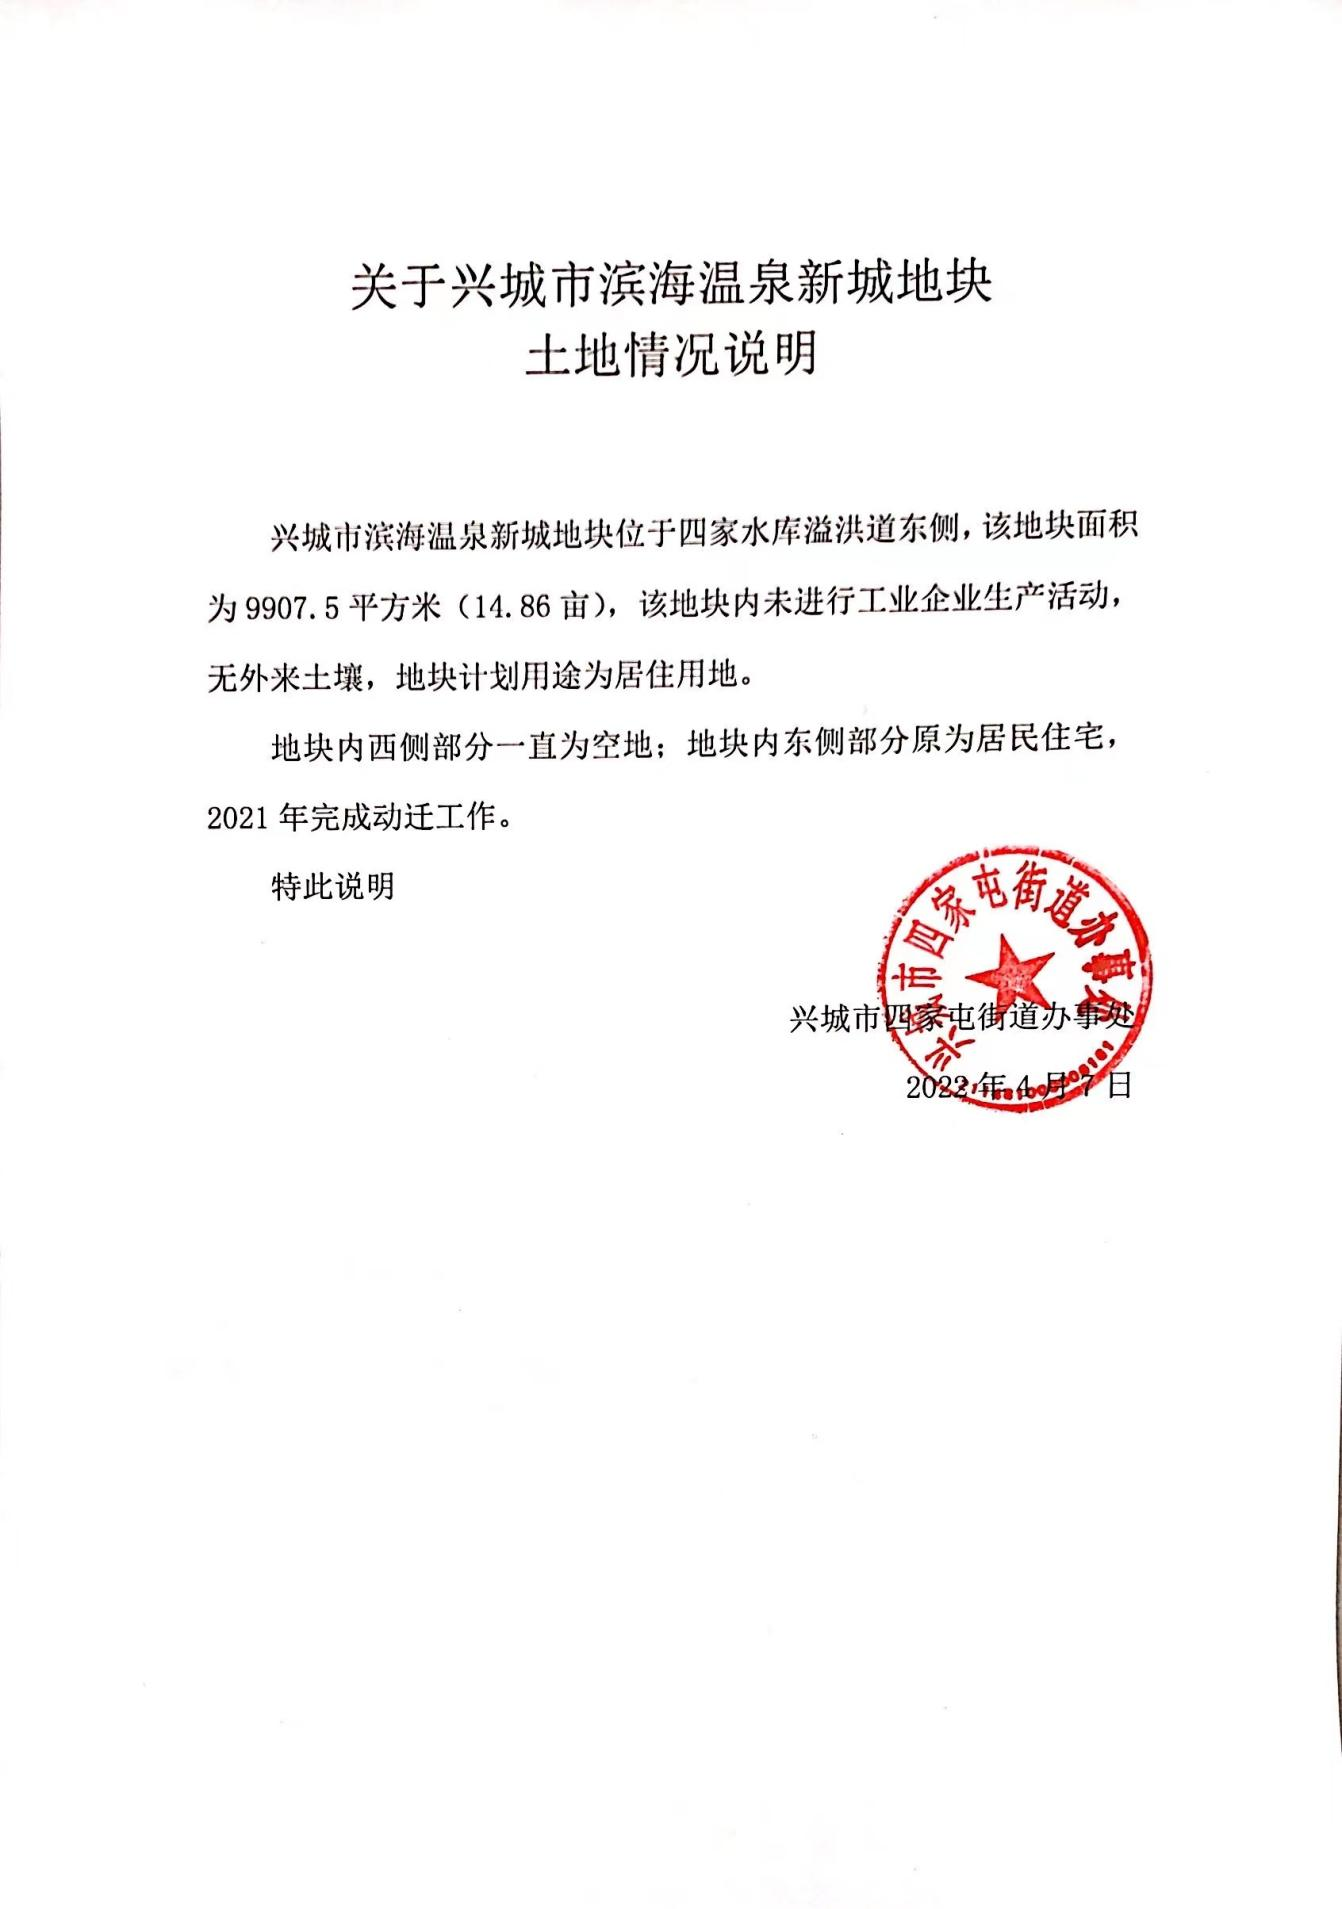 关于兴城市滨海温泉新城地块
土地情况说明
兴城市滨海温泉新城地块位于四家水库溢洪道东侧，该地块面积
为9907.5平方米（14.86亩），该地块内未进行工业企业生产活动，
无外来土壤，地块计划用途为居住用地。
地块内西侧部分一直为空地；地块内东侧部分原为居民住宅，
2021年完成动迁工作。
特此说明
兴城市四家屯街道办事处
兴城市四家屯街道办事处
2022年4月7日